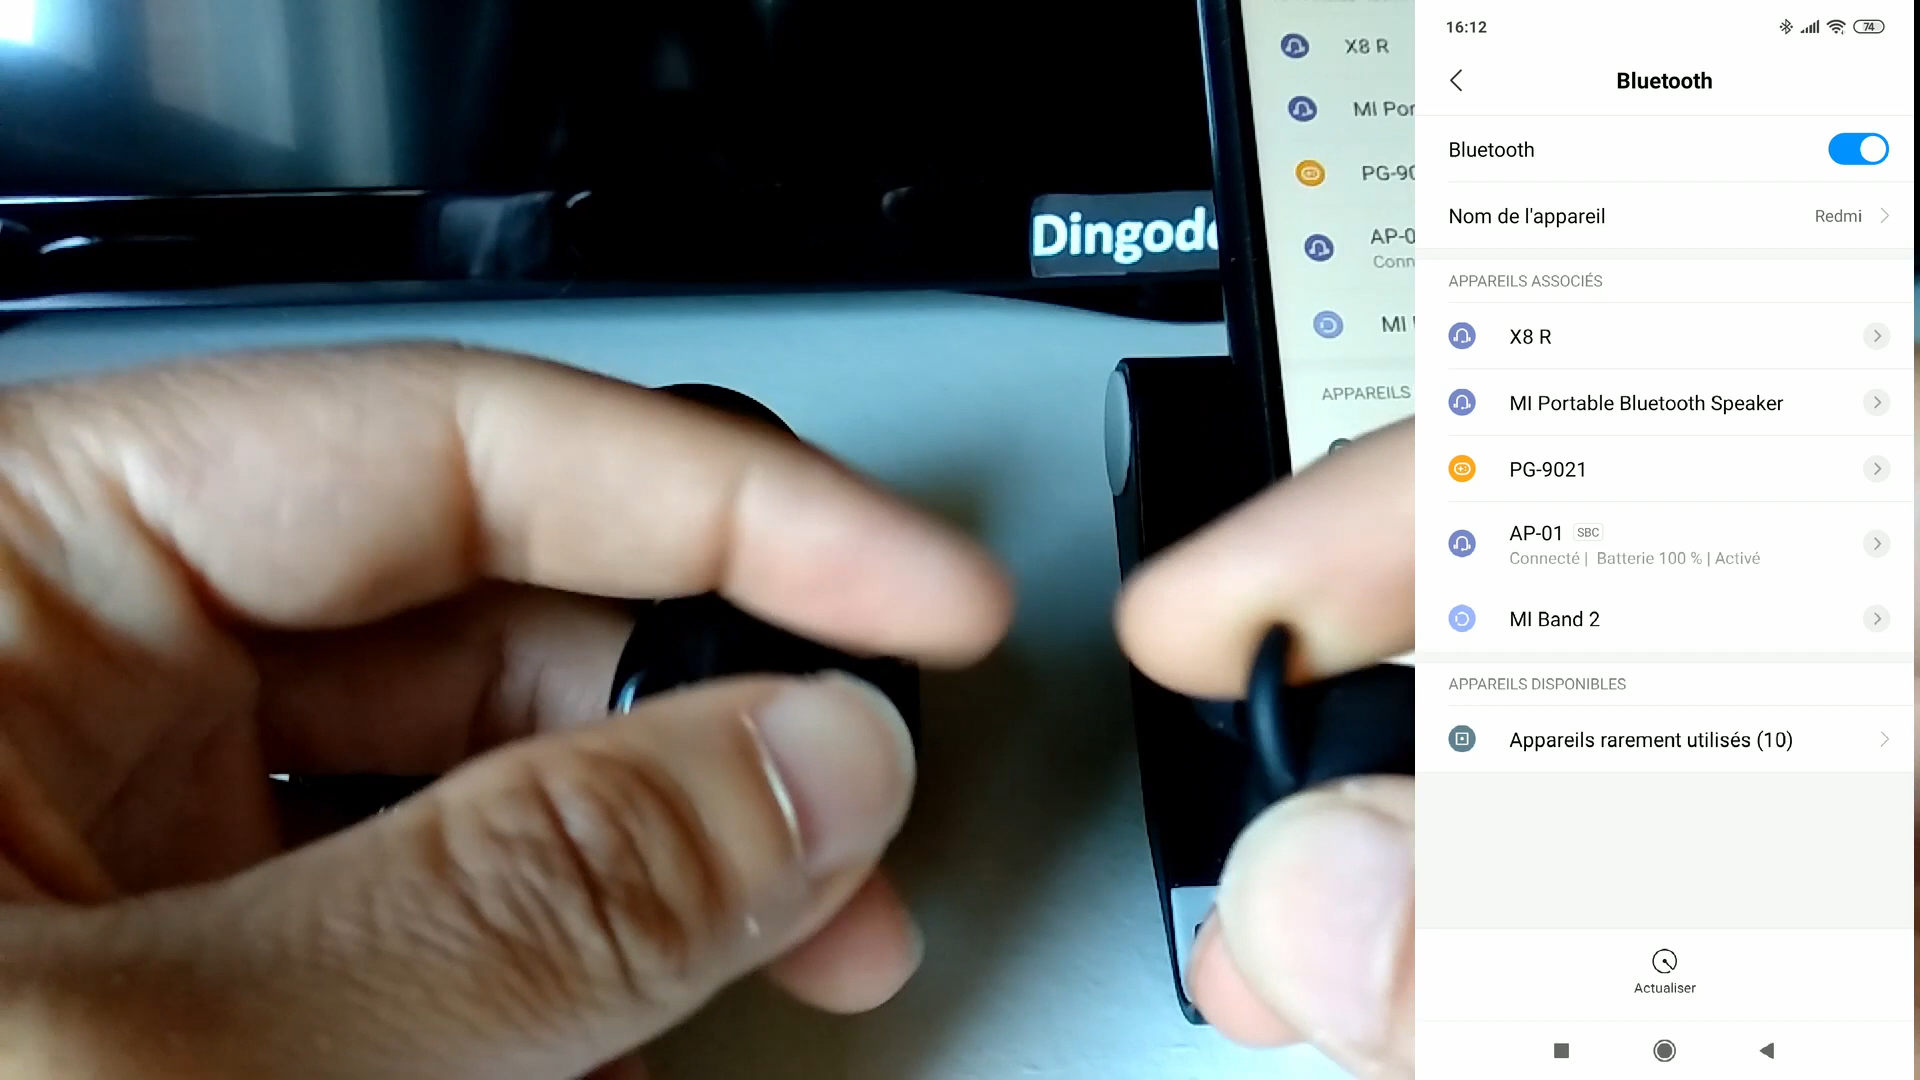 X8 R
MI Por
PG-90
AP-0
Conn
MI
APPAREILS
Dingodo
16:12
74
Bluetooth
Bluetooth
Nom de l'appareil
Redmi
APPAREILS ASSOCIÉS
X8 R
MI Portable Bluetooth Speaker
PG-9021
AP-01 SBC
Connecté | Batterie 100 % | Activé
MI Band 2
APPAREILS DISPONIBLES
Appareils rarement utilisés (10)
Actualiser